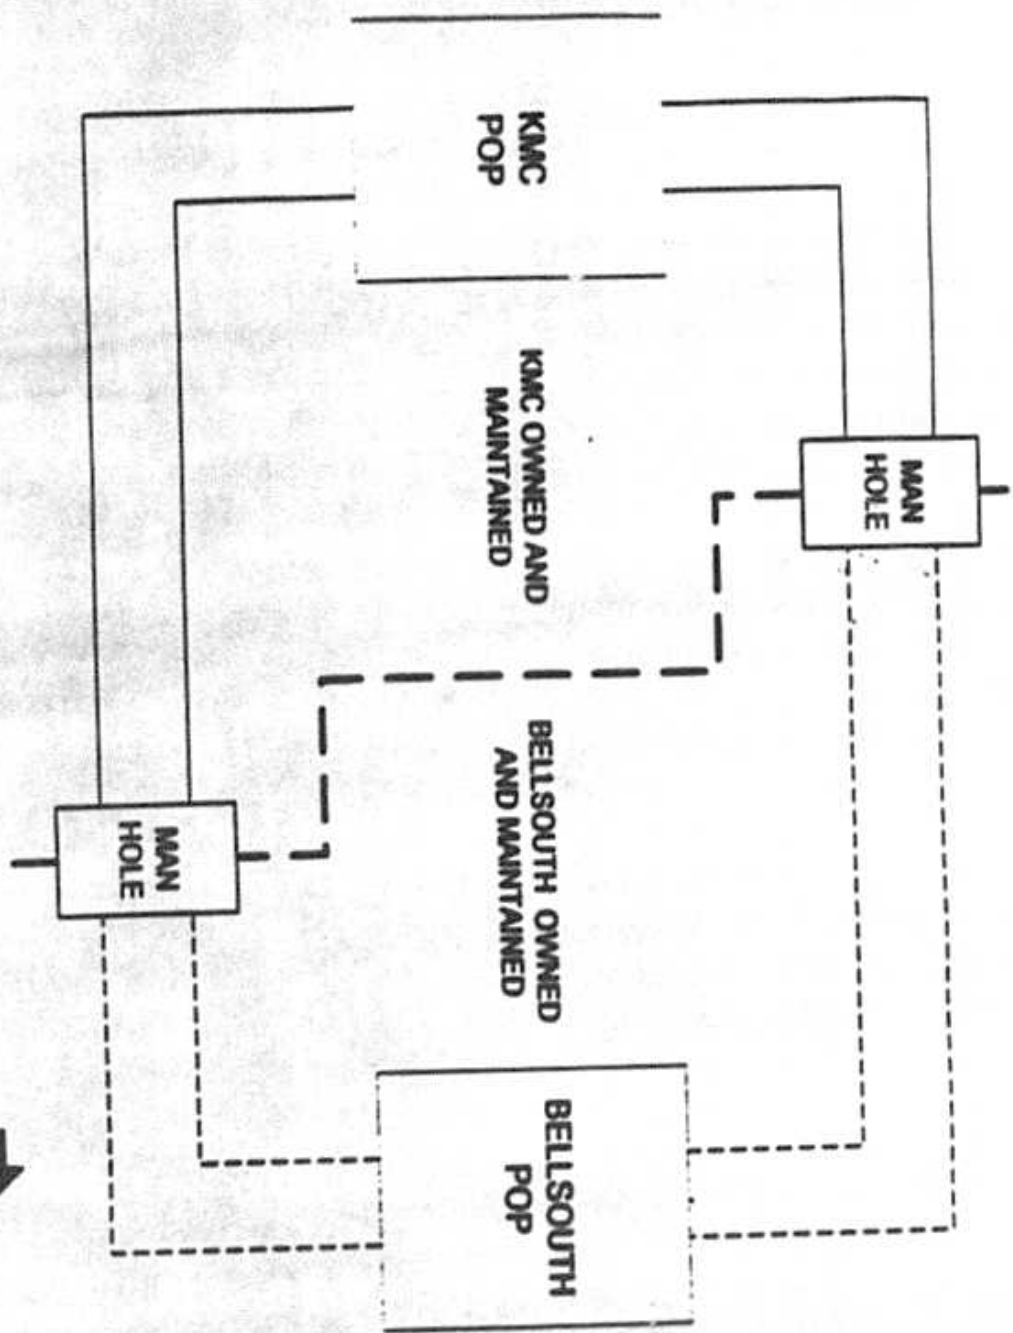 KMC
POP
MAN
HOLE
KMC OWNED AND
MAINTAINED
BELLSOUTH OWNED
AND MAINTAINED
MAN
HOLE
BELLSOUTH
POP